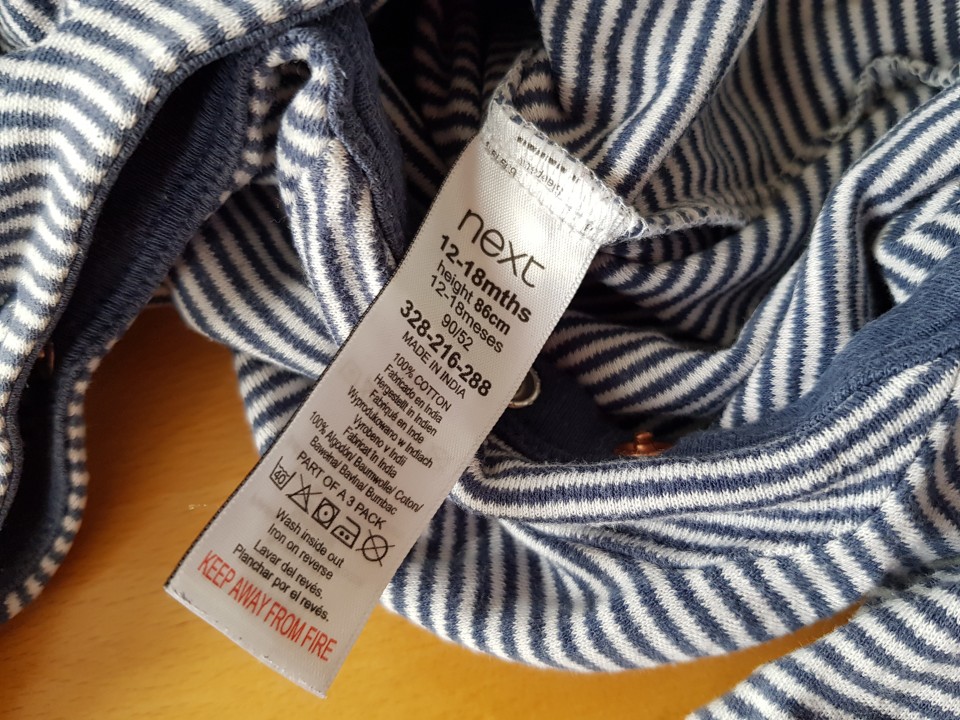 next
12-18mths
height 86cm
12-18meses
90/52
328-216-288
MADE IN INDIA
100% COTTON
Fabricado en India
Hergestellt in Indien
Fabriqué en Inde
Wyprodukowano w Indiach
Vyrobeno v Indii
Fabricat în India
100% Algodón/ Baumwolle/ Coton/
Bawełna/ Bavlna/ Bumbac
PART OF A 3 PACK
40
Wash inside out
Iron on reverse
Lavar del revés.
Planchar por el revés.
KEEP AWAY FROM FIRE